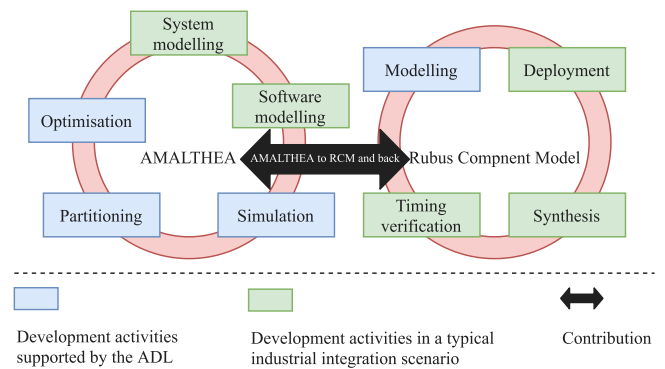 System
modelling
Software
modelling
Optimisation
AMALTHEA
Partitioning
Simulation
AMALTHEA to RCM and back
Modelling
Deployment
Rubus Compnent Model
Timing
verification
Synthesis
Development activities
supported by the ADL
Development activities in a typical
industrial integration scenario
Contribution